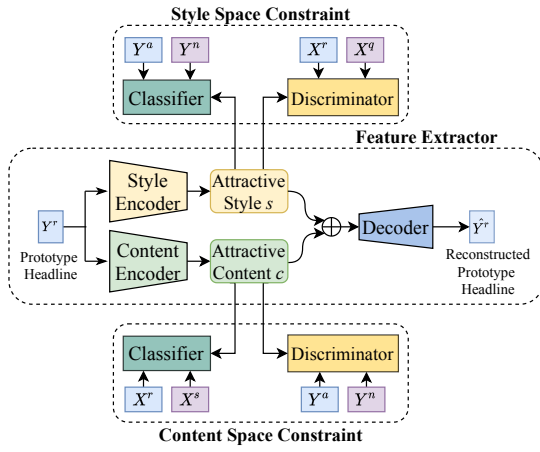 Style Space Constraint
Y^a Y^n X^r X^q
Classifier Discriminator
Feature Extractor
Style
Encoder
Attractive
Style s
Y^r
Prototype
Headline
Content
Encoder
Attractive
Content c
Decoder
Ŷ^r
Reconstructed
Prototype
Headline
Classifier Discriminator
X^r X^s Y^a Y^n
Content Space Constraint